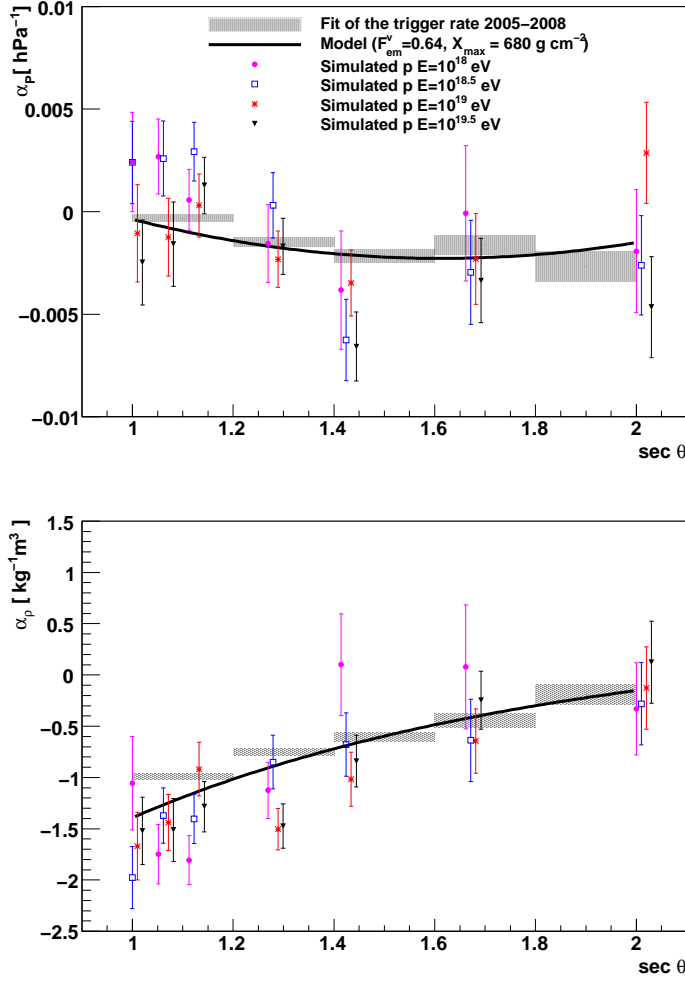 0.01
0.005
0
−0.005
−0.01
α_P [ hPa⁻¹]
Fit of the trigger rate 2005−2008
Model (F^v_em=0.64, X_max = 680 g cm⁻²)
Simulated p E=10^18 eV
Simulated p E=10^18.5 eV
Simulated p E=10^19 eV
Simulated p E=10^19.5 eV
1 1.2 1.4 1.6 1.8 2
sec θ
1.5
1
0.5
0
−0.5
−1
−1.5
−2
−2.5
α_ρ [ kg⁻¹m³ ]
1 1.2 1.4 1.6 1.8 2
sec θ